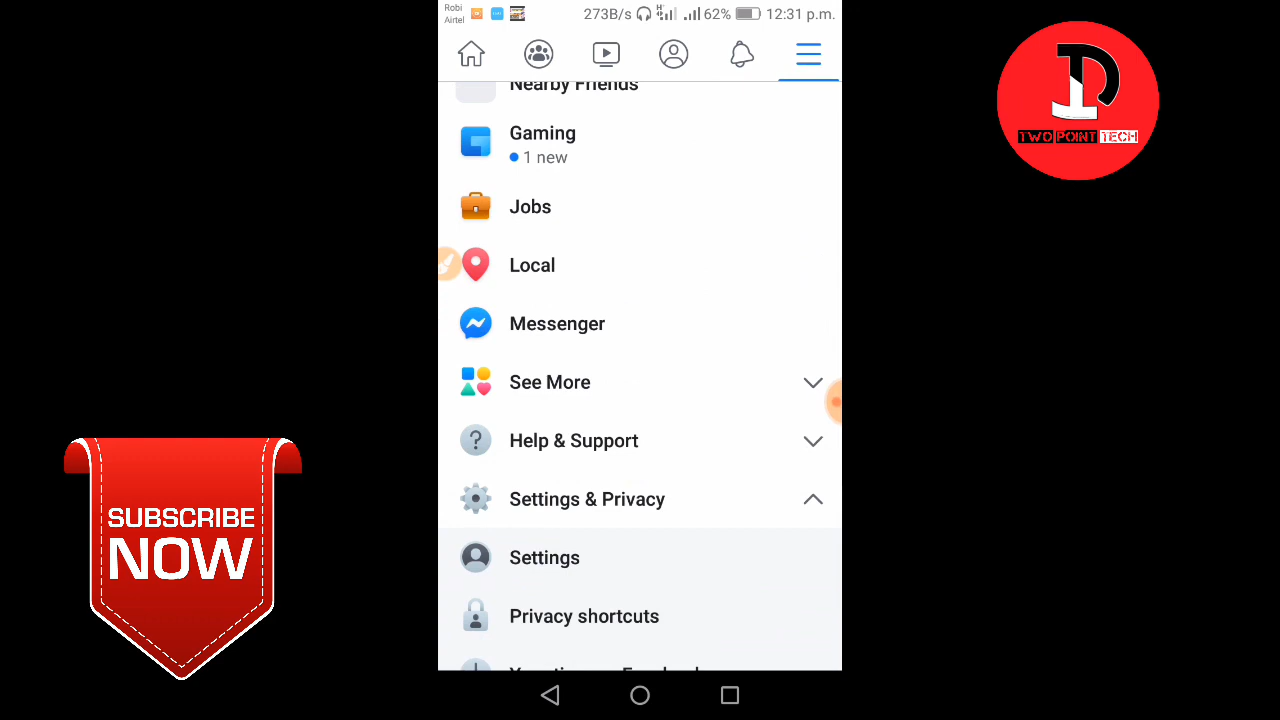 Robi
Airtel
273B/s
62%
12:31 p.m.
Nearby Friends
Gaming
1 new
Jobs
Local
Messenger
See More
Help & Support
Settings & Privacy
Settings
Privacy shortcuts
TWO POINT TECH
SUBSCRIBE
NOW